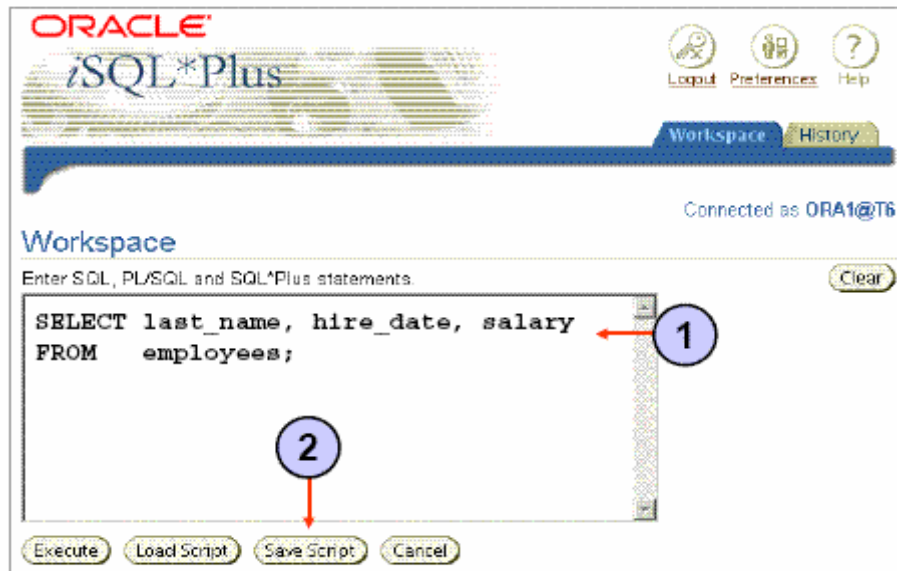 ORACLE
iSQL*Plus
Logout Preferences Help
Workspace History
Connected as ORA1@T6
Workspace
Enter SQL, PL/SQL and SQL*Plus statements.
Clear
SELECT last_name, hire_date, salary
FROM employees;
1
2
Execute Load Script Save Script Cancel